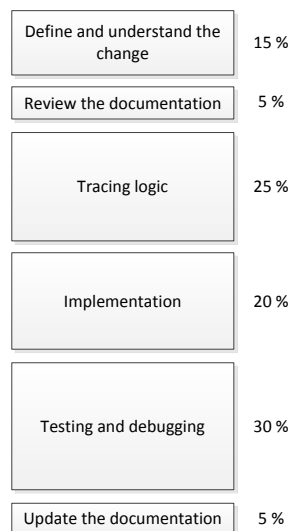 Define and understand the
change
15 %
Review the documentation
5 %
Tracing logic
25 %
Implementation
20 %
Testing and debugging
30 %
Update the documentation
5 %